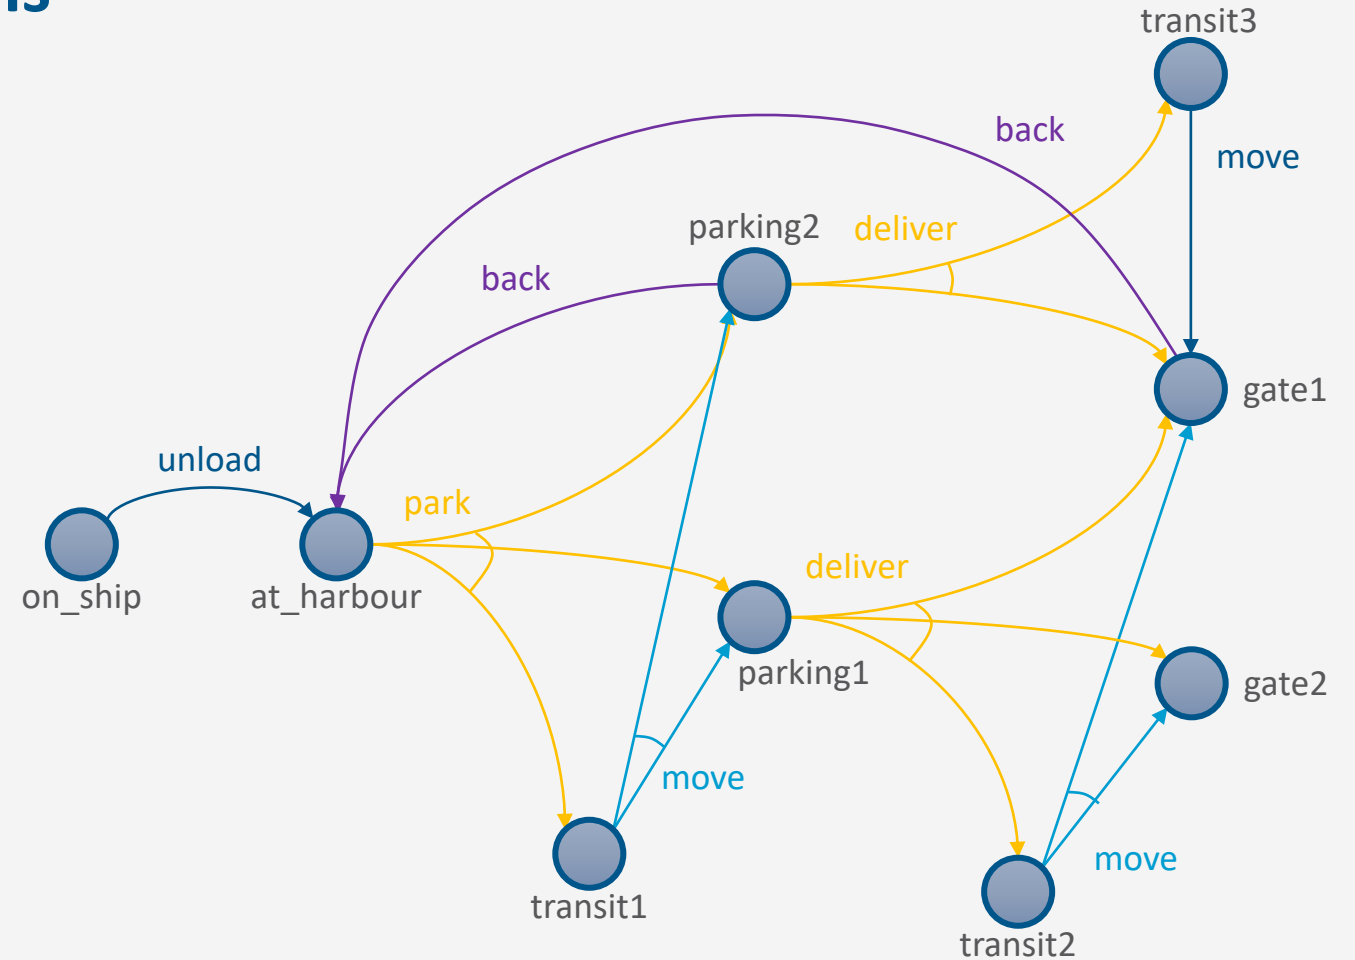 transit3
back
move
parking2
deliver
back
gate1
unload
park
deliver
on_ship
at_harbour
parking1
gate2
move
move
transit1
transit2